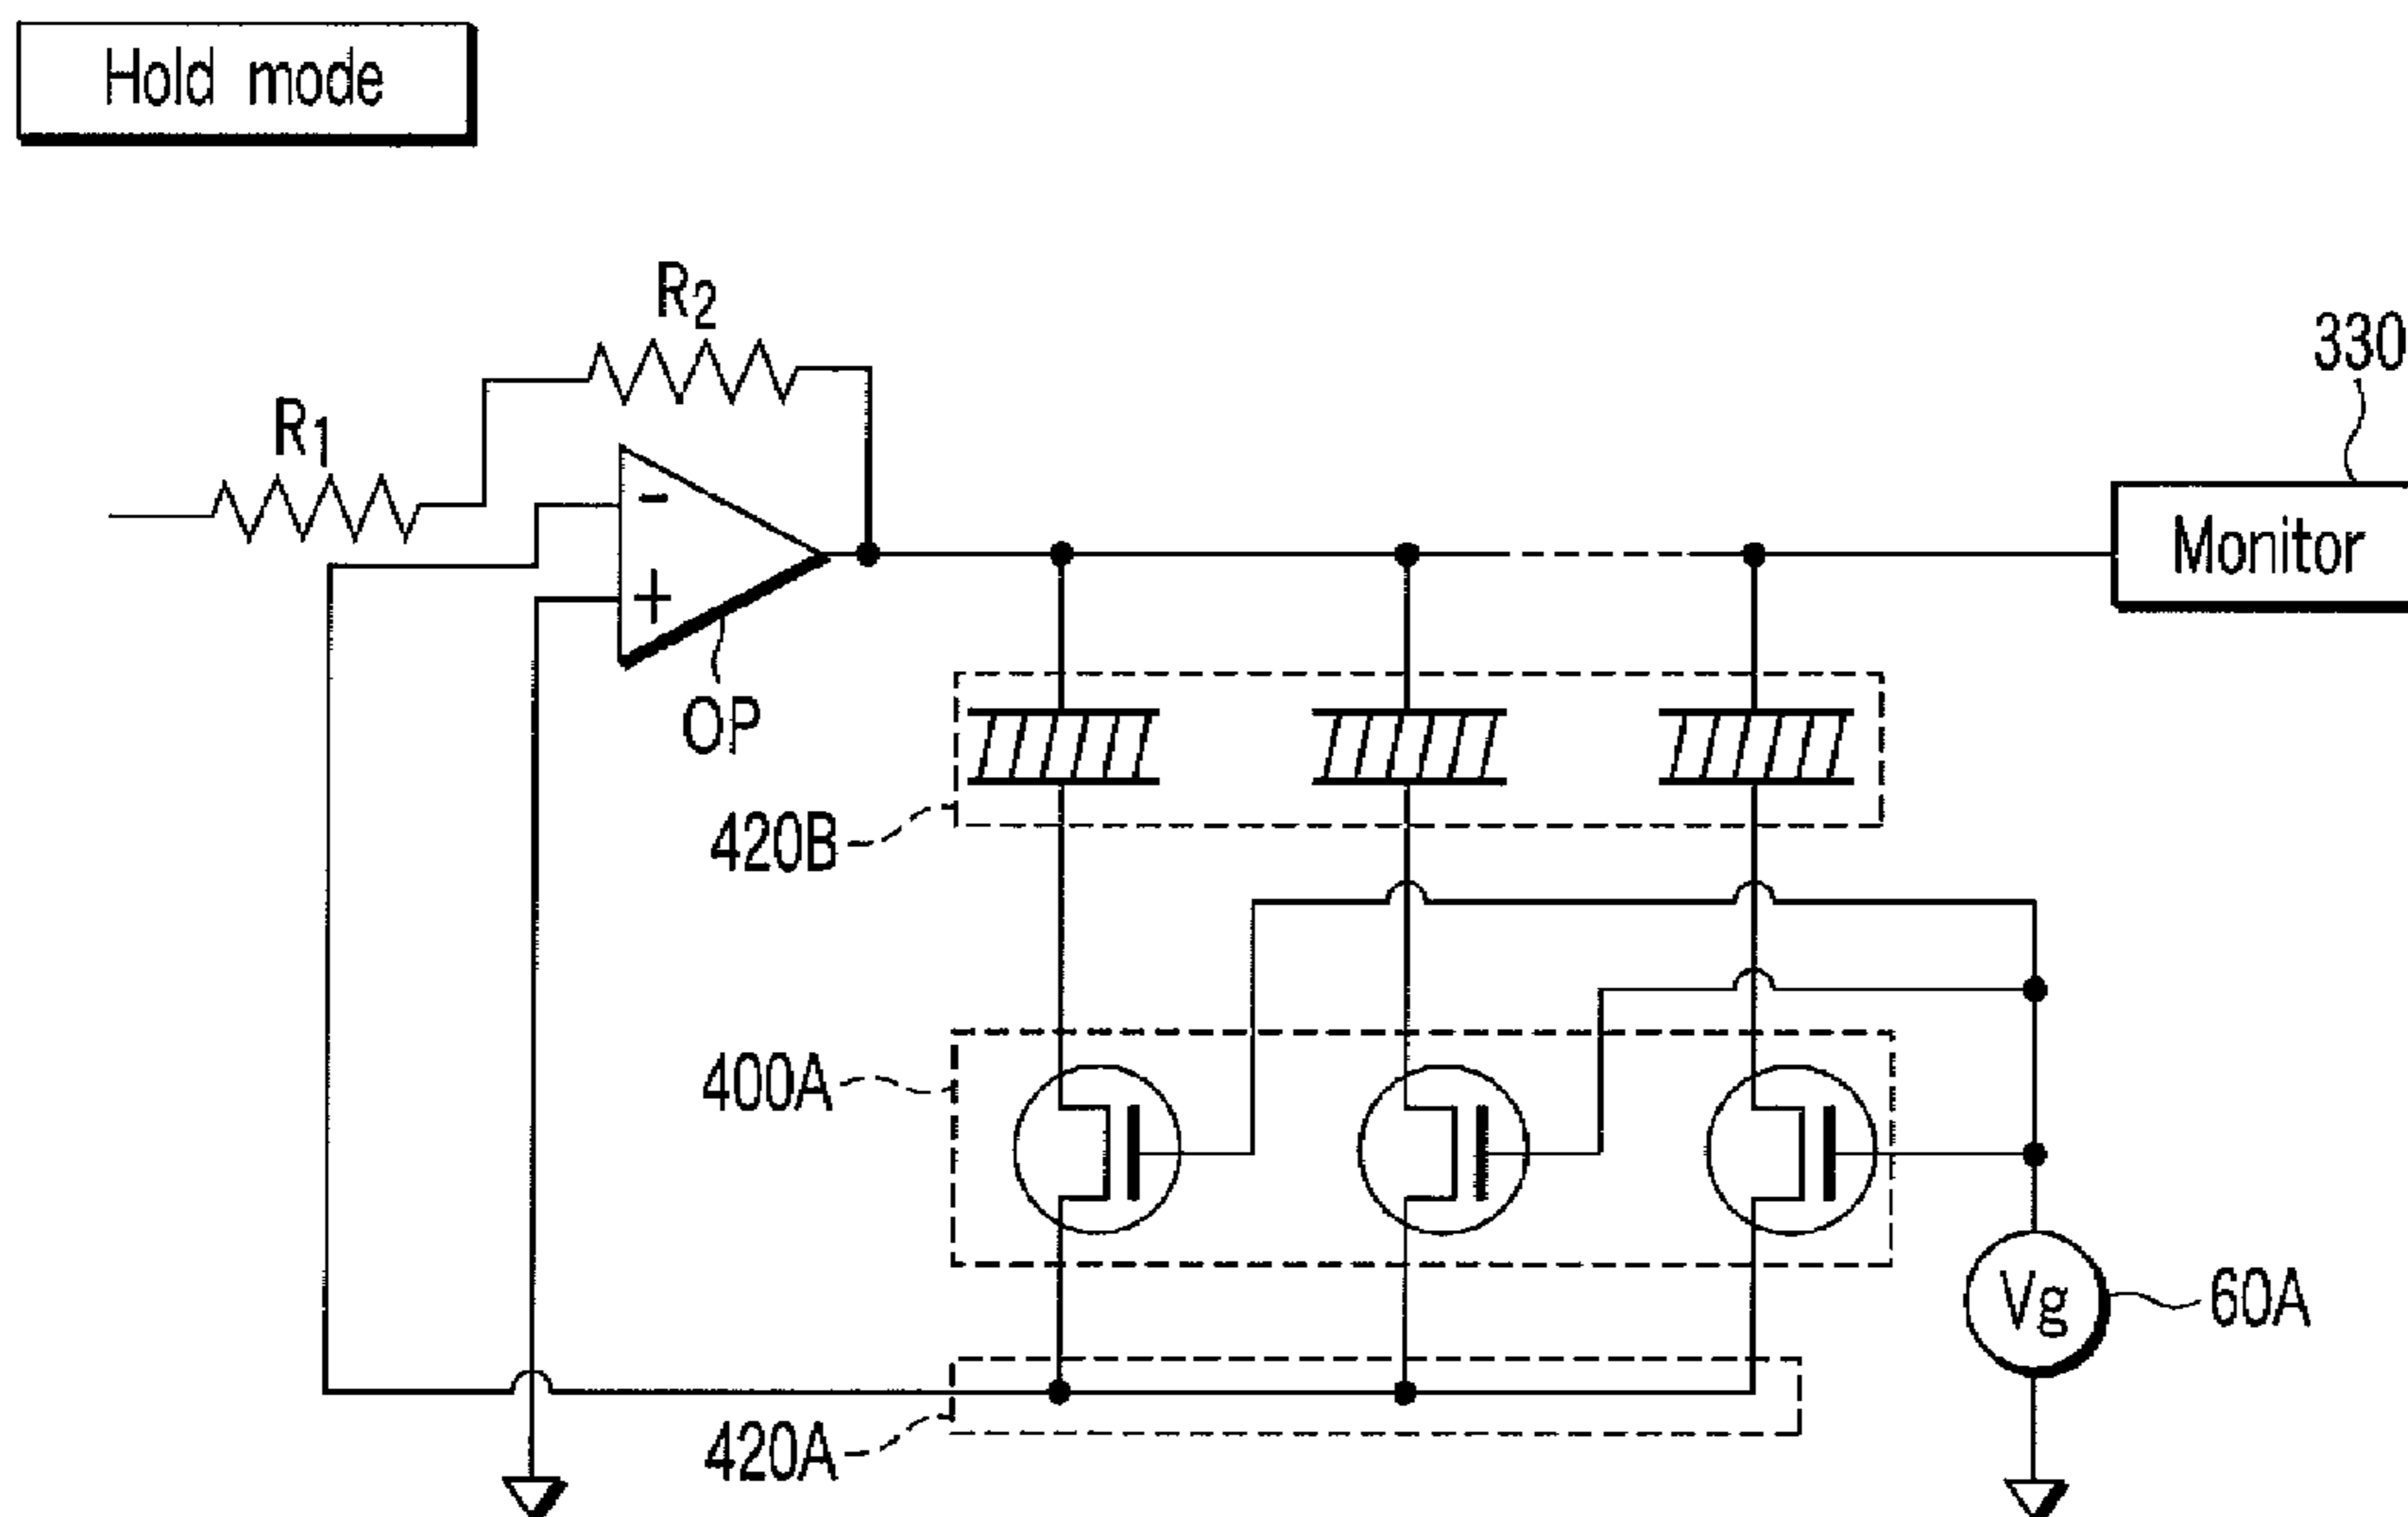 Hold mode
R2
330
R1
-
Monitor
+
OP
420B
400A
Vg
60A
420A